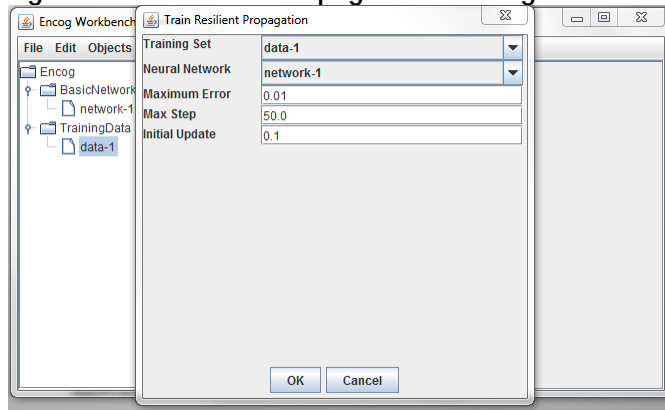 Encog Workbench
Train Resilient Propagation
File Edit Objects
Encog
BasicNetwork
network-1
TrainingData
data-1
Training Set data-1
Neural Network network-1
Maximum Error 0.01
Max Step 50.0
Initial Update 0.1
OK Cancel